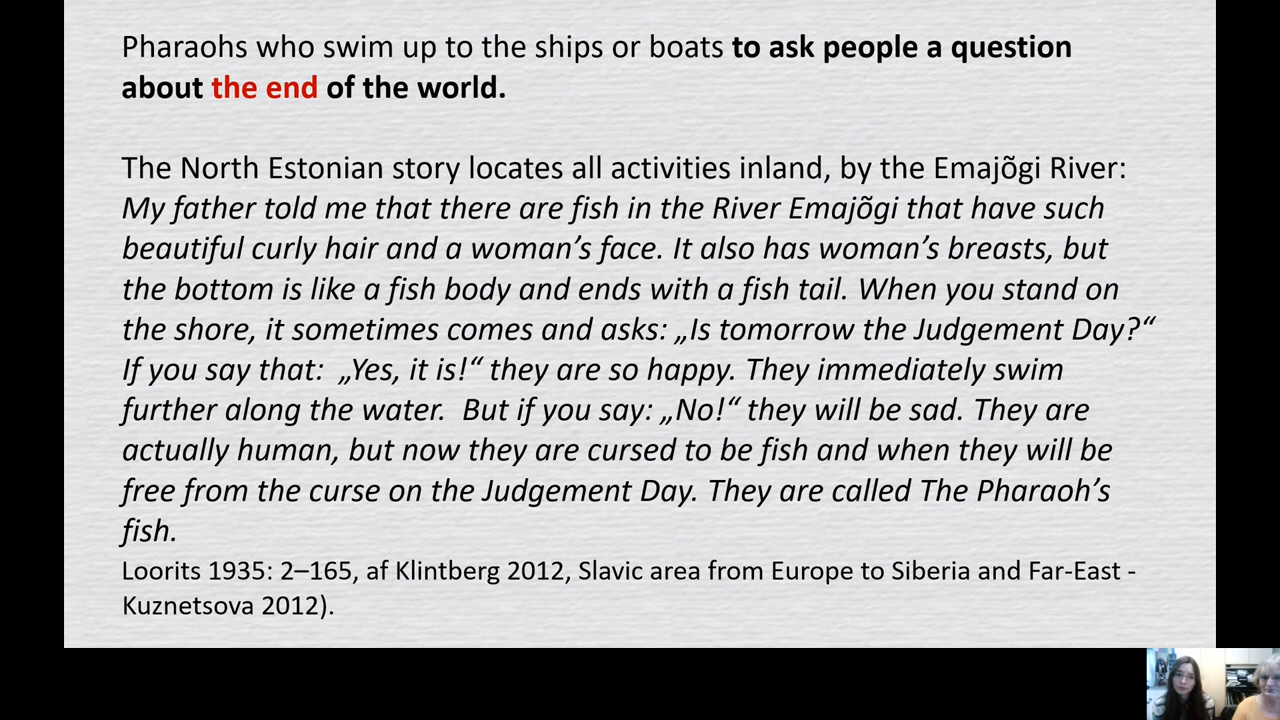 Pharaohs who swim up to the ships or boats to ask people a question
about the end of the world.
The North Estonian story locates all activities inland, by the Emajõgi River:
My father told me that there are fish in the River Emajõgi that have such
beautiful curly hair and a woman’s face. It also has woman’s breasts, but
the bottom is like a fish body and ends with a fish tail. When you stand on
the shore, it sometimes comes and asks: „Is tomorrow the Judgement Day?“
If you say that:  „Yes, it is!“ they are so happy. They immediately swim
further along the water.  But if you say: „No!“ they will be sad. They are
actually human, but now they are cursed to be fish and when they will be
free from the curse on the Judgement Day. They are called The Pharaoh’s
fish.
Loorits 1935: 2–165, af Klintberg 2012, Slavic area from Europe to Siberia and Far-East -
Kuznetsova 2012).